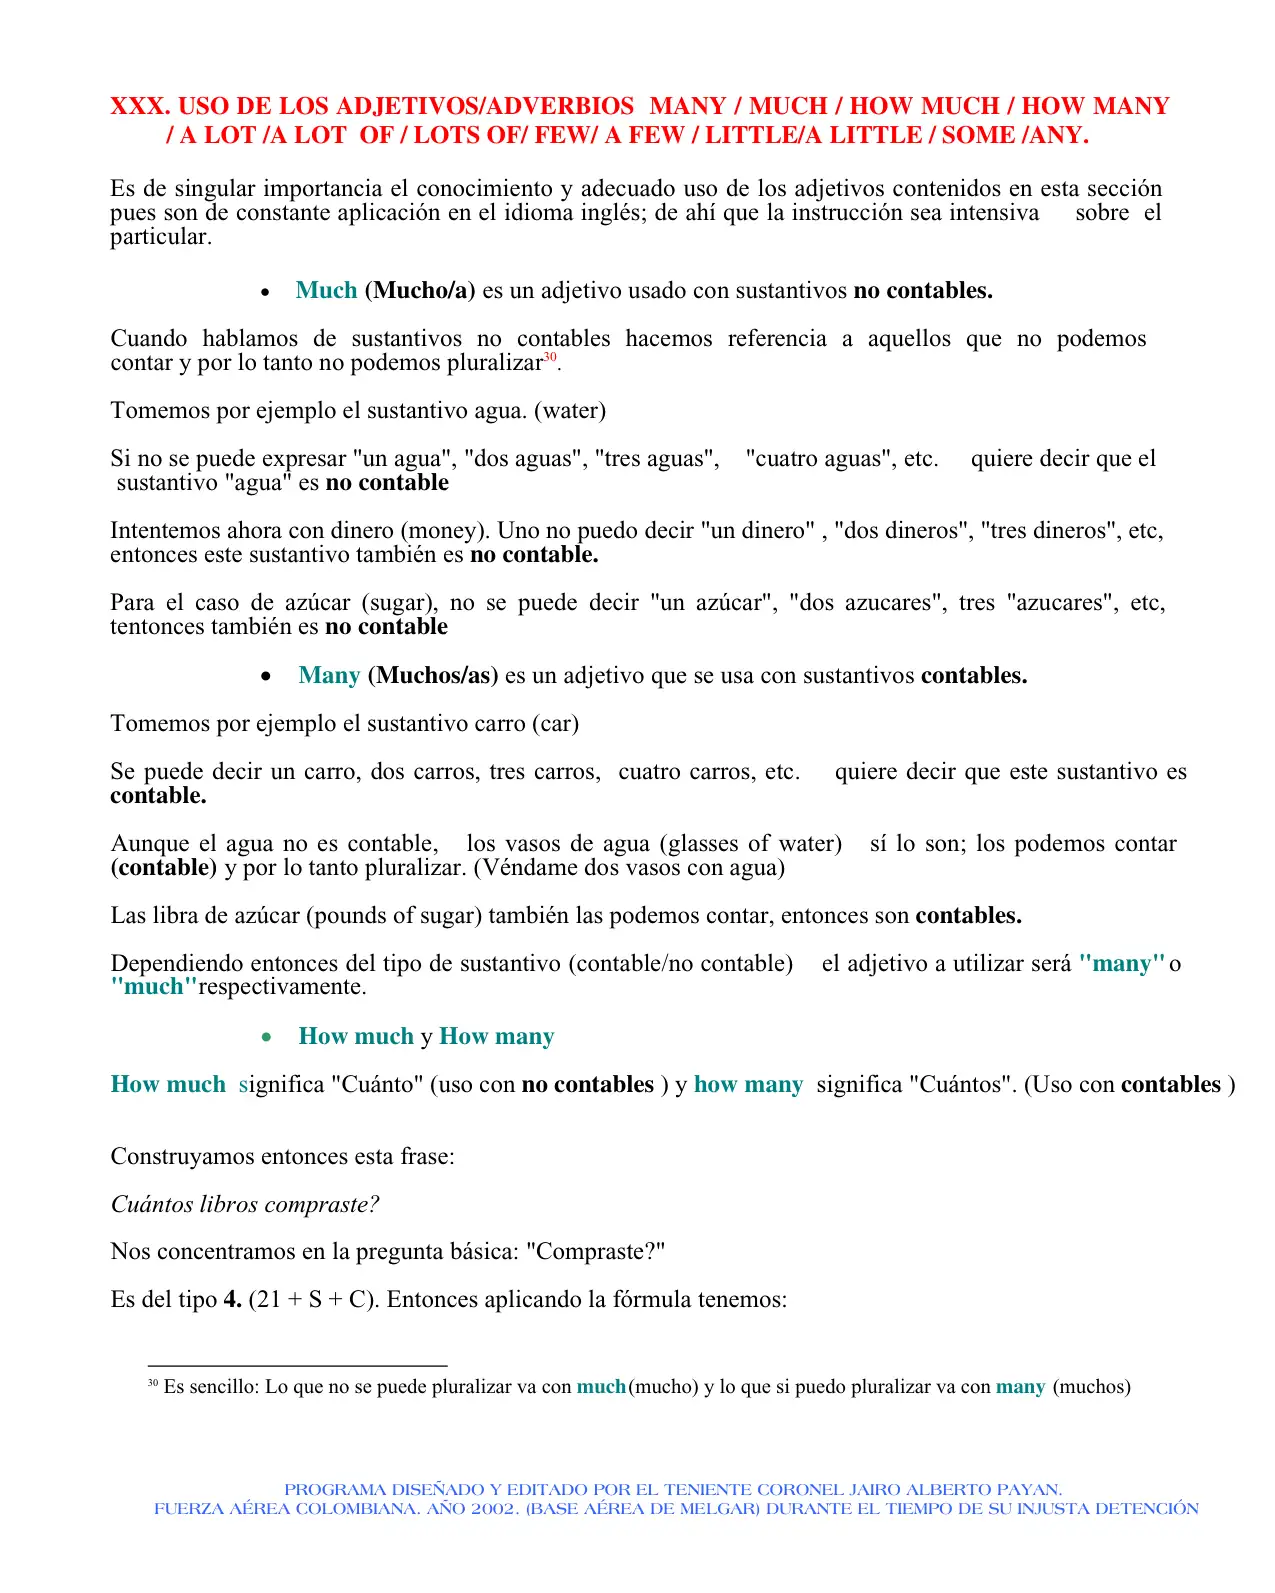 XXX. USO DE LOS ADJETIVOS/ADVERBIOS MANY / MUCH / HOW MUCH / HOW MANY
/ A LOT /A LOT OF / LOTS OF/ FEW/ A FEW / LITTLE/A LITTLE / SOME /ANY.
Es de singular importancia el conocimiento y adecuado uso de los adjetivos contenidos en esta sección
pues son de constante aplicación en el idioma inglés; de ahí que la instrucción sea intensiva sobre el
particular.
• Much (Mucho/a) es un adjetivo usado con sustantivos no contables.
Cuando hablamos de sustantivos no contables hacemos referencia a aquellos que no podemos
contar y por lo tanto no podemos pluralizar30.
Tomemos por ejemplo el sustantivo agua. (water)
Si no se puede expresar "un agua", "dos aguas", "tres aguas", "cuatro aguas", etc. quiere decir que el
sustantivo "agua" es no contable
Intentemos ahora con dinero (money). Uno no puedo decir "un dinero" , "dos dineros", "tres dineros", etc,
entonces este sustantivo también es no contable.
Para el caso de azúcar (sugar), no se puede decir "un azúcar", "dos azucares", tres "azucares", etc,
tentonces también es no contable
• Many (Muchos/as) es un adjetivo que se usa con sustantivos contables.
Tomemos por ejemplo el sustantivo carro (car)
Se puede decir un carro, dos carros, tres carros, cuatro carros, etc. quiere decir que este sustantivo es
contable.
Aunque el agua no es contable, los vasos de agua (glasses of water) sí lo son; los podemos contar
(contable) y por lo tanto pluralizar. (Véndame dos vasos con agua)
Las libra de azúcar (pounds of sugar) también las podemos contar, entonces son contables.
Dependiendo entonces del tipo de sustantivo (contable/no contable) el adjetivo a utilizar será "many" o
"much"respectivamente.
• How much y How many
How much significa "Cuánto" (uso con no contables ) y how many significa "Cuántos". (Uso con contables )
Construyamos entonces esta frase:
Cuántos libros compraste?
Nos concentramos en la pregunta básica: "Compraste?"
Es del tipo 4. (21 + S + C). Entonces aplicando la fórmula tenemos:
30 Es sencillo: Lo que no se puede pluralizar va con much(mucho) y lo que si puedo pluralizar va con many (muchos)
PROGRAMA DISEÑADO Y EDITADO POR EL TENIENTE CORONEL JAIRO ALBERTO PAYAN.
FUERZA AÉREA COLOMBIANA. AÑO 2002. (BASE AÉREA DE MELGAR) DURANTE EL TIEMPO DE SU INJUSTA DETENCIÓN